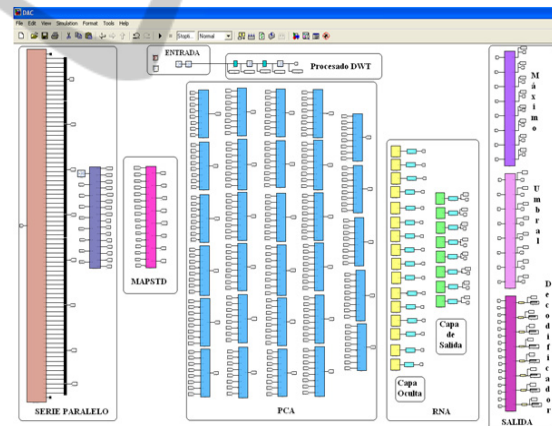 D&C
File Edit View Simulation Format Tools Help
Normal
ENTRADA
Procesado DWT
Máximo
Umbral
MAPSTD
Capa
de
Salida
Capa
Oculta
Decodificador
SERIE PARALELO
PCA
RNA
SALIDA